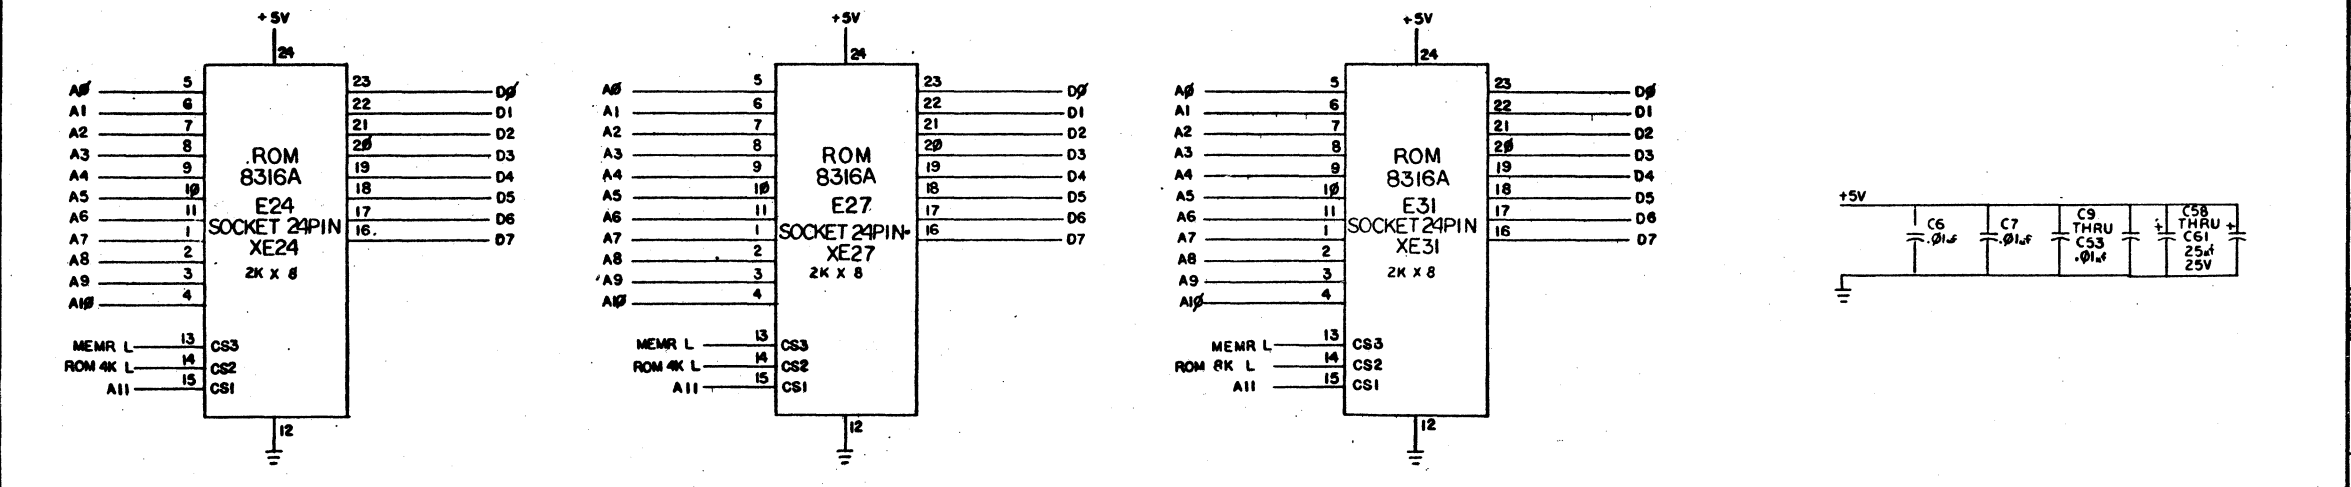 +5V
24
AØ 5 23 DØ
A1 6 22 D1
A2 7 21 D2
A3 8 2Ø D3
A4 9 19 D4
A5 1Ø 18 D5
A6 11 17 D6
A7 1 16 D7
A8 2
A9 3
A1Ø 4
ROM
8316A
E24
SOCKET 24PIN
XE24
2K X 8
MEMR L 13 CS3
ROM 4K L 14 CS2
A11 15 CS1
12
+5V
24
AØ 5 23 DØ
A1 6 22 D1
A2 7 21 D2
A3 8 2Ø D3
A4 9 19 D4
A5 1Ø 18 D5
A6 11 17 D6
A7 1 16 D7
A8 2
A9 3
A1Ø 4
ROM
8316A
E27
SOCKET 24PIN
XE27
2K X 8
MEMR L 13 CS3
ROM 4K L 14 CS2
A11 15 CS1
12
+5V
24
AØ 5 23 DØ
A1 6 22 D1
A2 7 21 D2
A3 8 2Ø D3
A4 9 19 D4
A5 1Ø 18 D5
A6 11 17 D6
A7 1 16 D7
A8 2
A9 3
A1Ø 4
ROM
8316A
E31
SOCKET 24PIN
XE31
2K X 8
MEMR L 13 CS3
ROM 8K L 14 CS2
A11 15 CS1
12
+5V
C6
.Ø1uf
C7
.Ø1uf
C9
THRU
C53
.Ø1uf
+ C58
THRU +
C61
25uf
25V